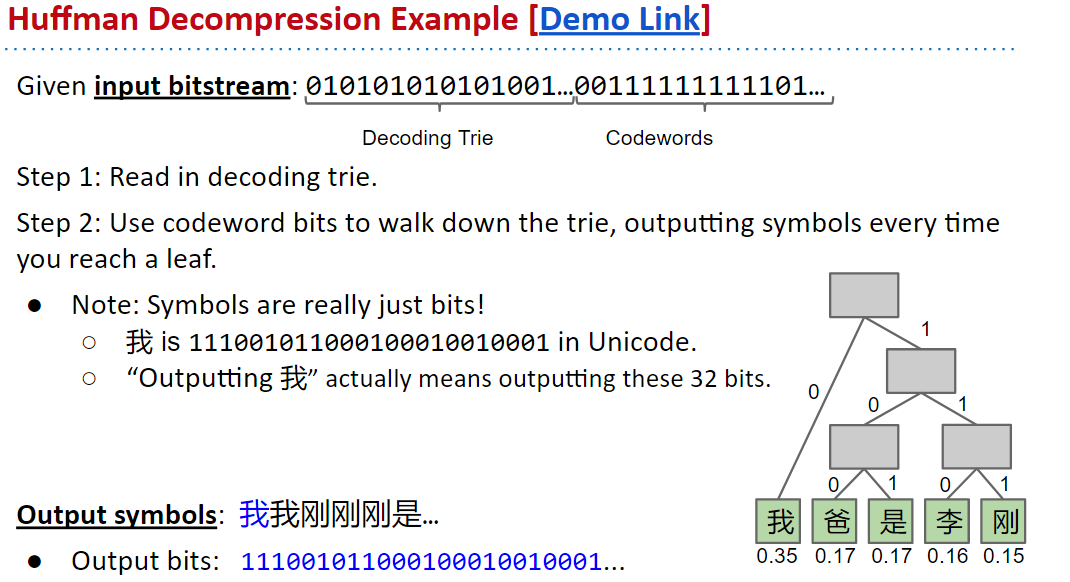 Huffman Decompression Example [Demo Link]
Given input bitstream: 010101010101001…00111111111101…
Decoding Trie
Codewords
Step 1: Read in decoding trie.
Step 2: Use codeword bits to walk down the trie, outputting symbols every time
you reach a leaf.
● Note: Symbols are really just bits!
○ 我 is 111001011000100010010001 in Unicode.
○ “Outputting 我” actually means outputting these 32 bits.
1
0
0
1
0
1
0
1
我 爸 是 李 刚
0.35 0.17 0.17 0.16 0.15
Output symbols: 我我刚刚刚是…
● Output bits: 111001011000100010010001...